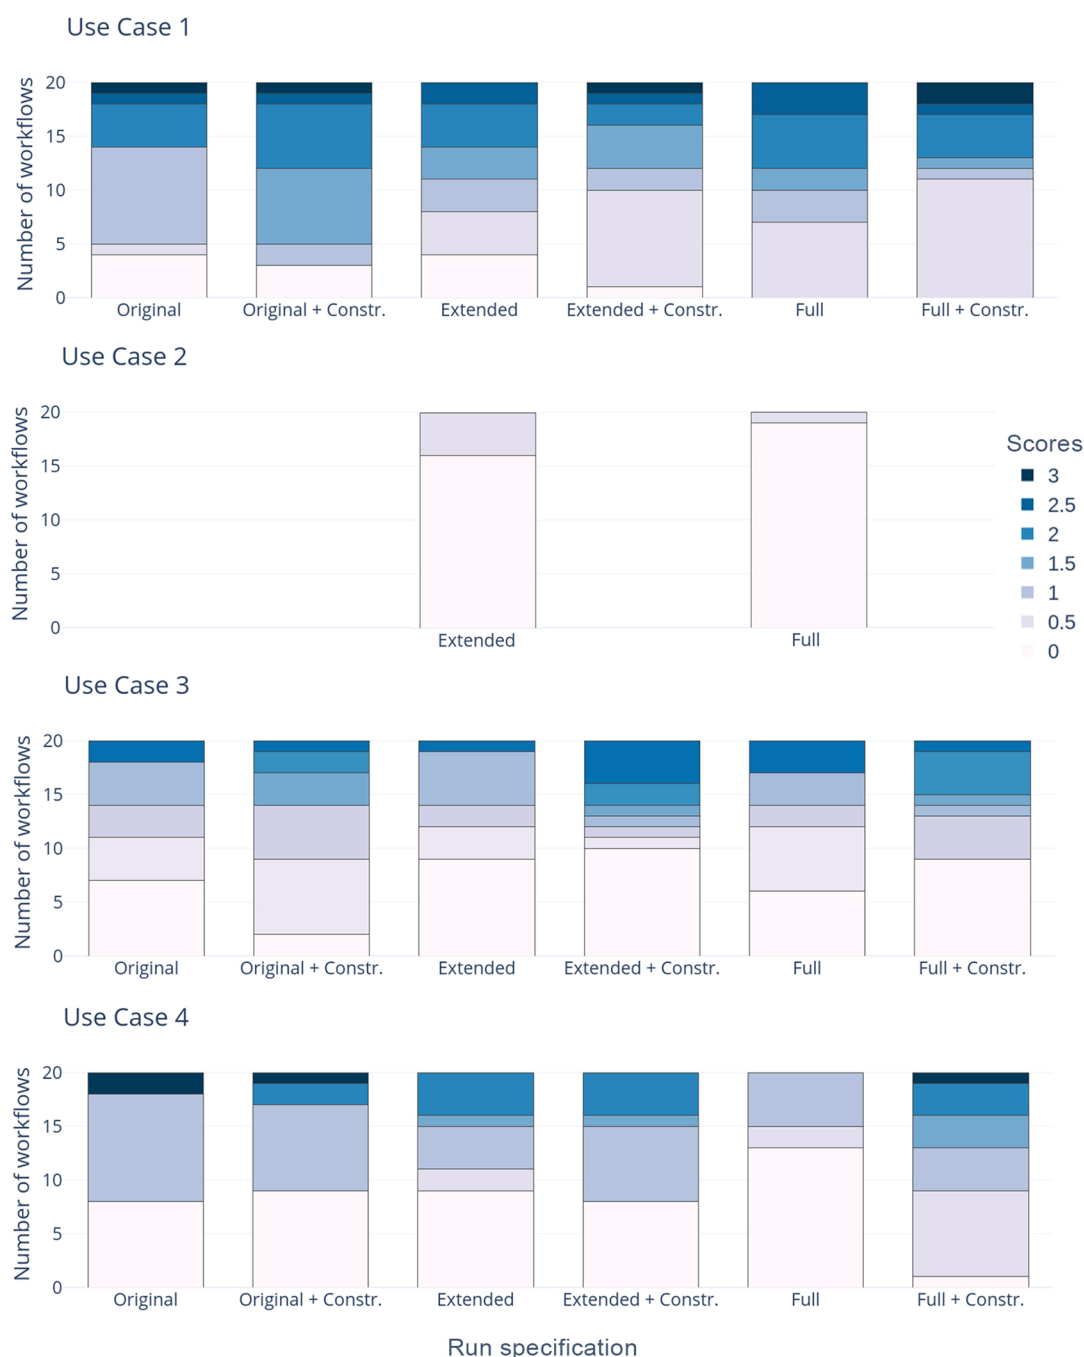 Use Case 1
Number of workflows
20
15
10
5
0
Original
Original + Constr.
Extended
Extended + Constr.
Full
Full + Constr.
Use Case 2
Number of workflows
20
15
10
5
0
Extended
Full
Scores
3
2.5
2
1.5
1
0.5
0
Use Case 3
Number of workflows
20
15
10
5
0
Original
Original + Constr.
Extended
Extended + Constr.
Full
Full + Constr.
Use Case 4
Number of workflows
20
15
10
5
0
Original
Original + Constr.
Extended
Extended + Constr.
Full
Full + Constr.
Run specification